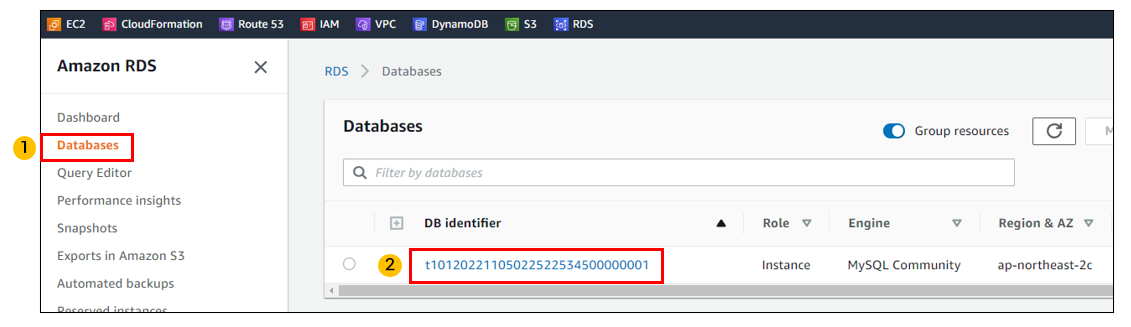 EC2 CloudFormation Route 53 IAM VPC DynamoDB S3 RDS
Amazon RDS
RDS > Databases
Dashboard
1 Databases
Query Editor
Performance insights
Snapshots
Exports in Amazon S3
Automated backups
Reserved instances
Databases
Group resources
M
Filter by databases
DB identifier Role Engine Region & AZ
2 t10120221105022522534500000001 Instance MySQL Community ap-northeast-2c